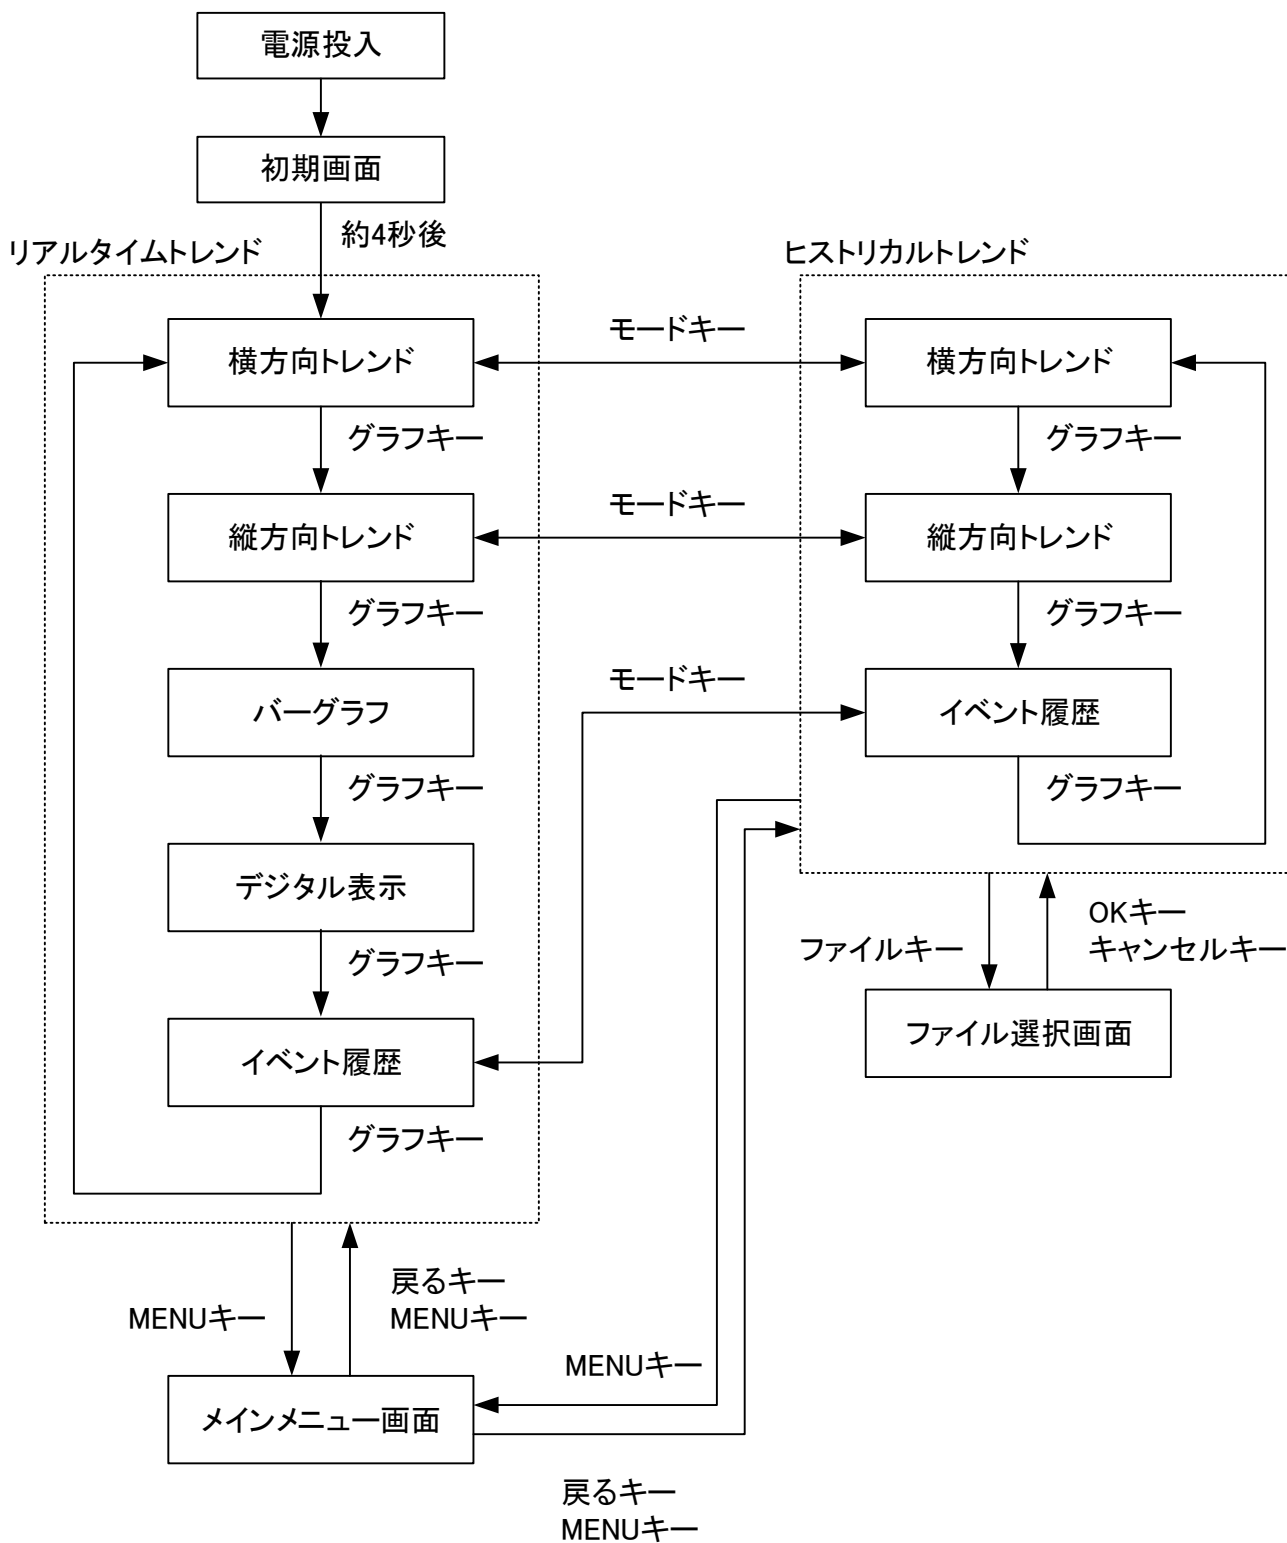 電源投入
初期画面
約4秒後
リアルタイムトレンド
ヒストリカルトレンド
横方向トレンド
モードキー
横方向トレンド
グラフキー
グラフキー
縦方向トレンド
モードキー
縦方向トレンド
グラフキー
グラフキー
バーグラフ
モードキー
イベント履歴
グラフキー
グラフキー
デジタル表示
グラフキー
ファイルキー
OKキー
キャンセルキー
イベント履歴
ファイル選択画面
グラフキー
MENUキー
戻るキー
MENUキー
MENUキー
メインメニュー画面
戻るキー
MENUキー